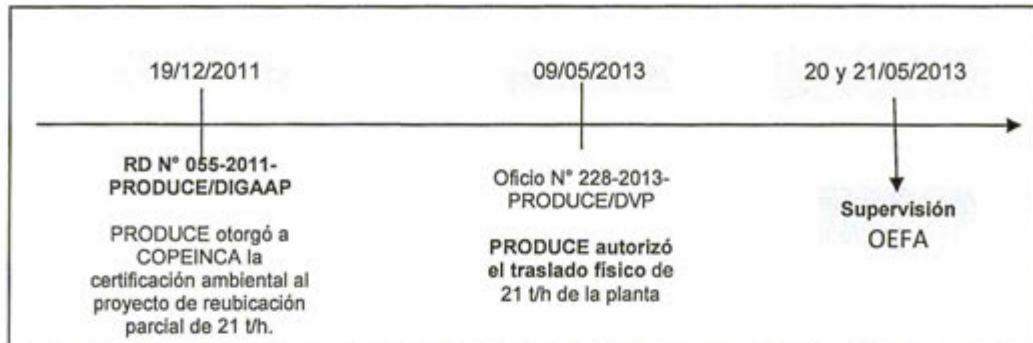 19/12/2011
09/05/2013
20 y 21/05/2013
RD N° 055-2011-
PRODUCE/DIGAAP
PRODUCE otorgó a
COPEINCA la
certificación ambiental al
proyecto de reubicación
parcial de 21 t/h.
Oficio N° 228-2013-
PRODUCE/DVP
PRODUCE autorizó
el traslado físico de
21 t/h de la planta
Supervisión
OEFA